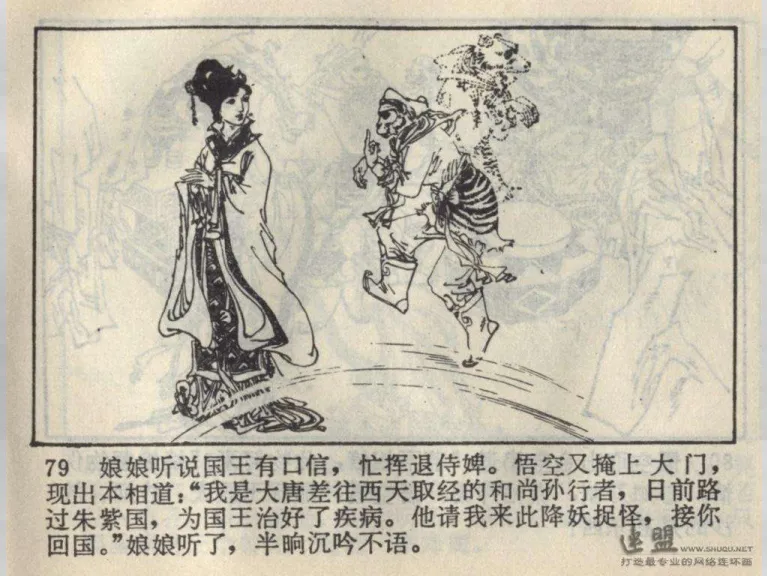 79 娘娘听说国王有口信，忙挥退侍婢。悟空又掩上大门，
现出本相道：“我是大唐差往西天取经的和尚孙行者，日前路
过朱紫国，为国王治好了疾病。他请我来此降妖捉怪，接你
回国。”娘娘听了，半晌沉吟不语。
迷盟 WWW.SHUQU.NET
打造最专业的网络连环画